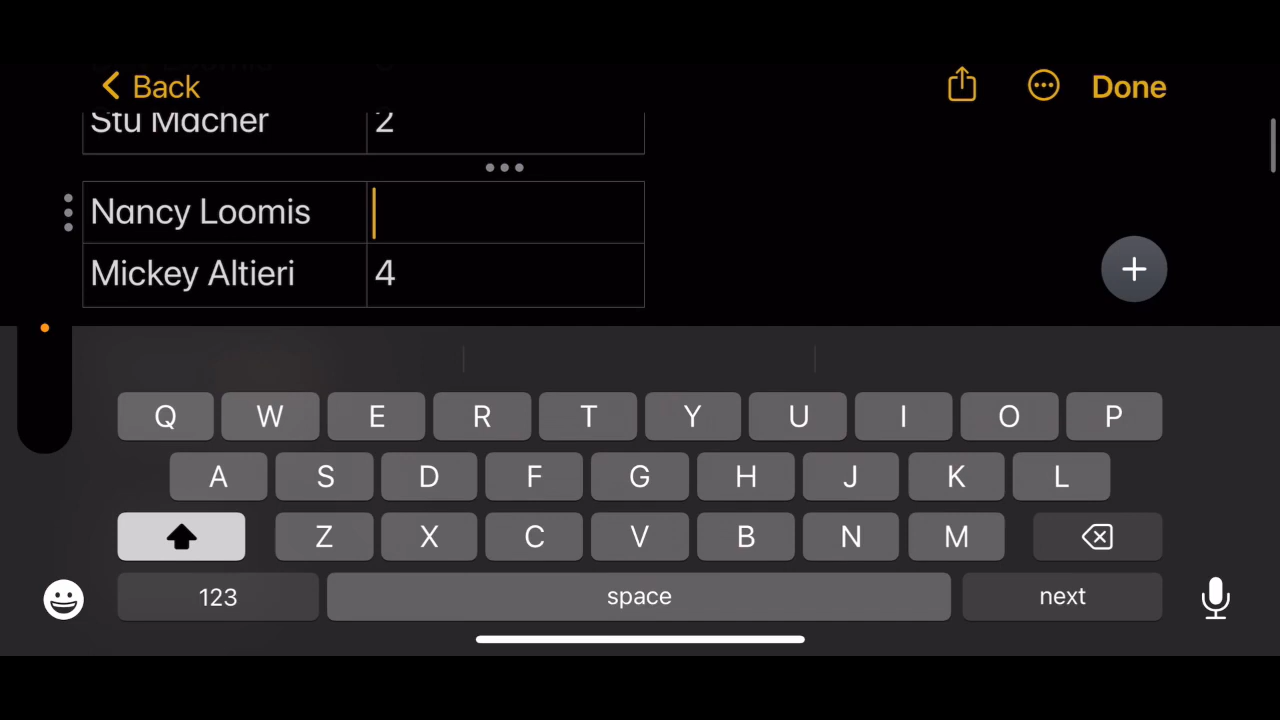 Back
Done
Stu Macher 2
Nancy Loomis
Mickey Altieri 4
Q W E R T Y U I O P
A S D F G H J K L
Z X C V B N M
123 space next